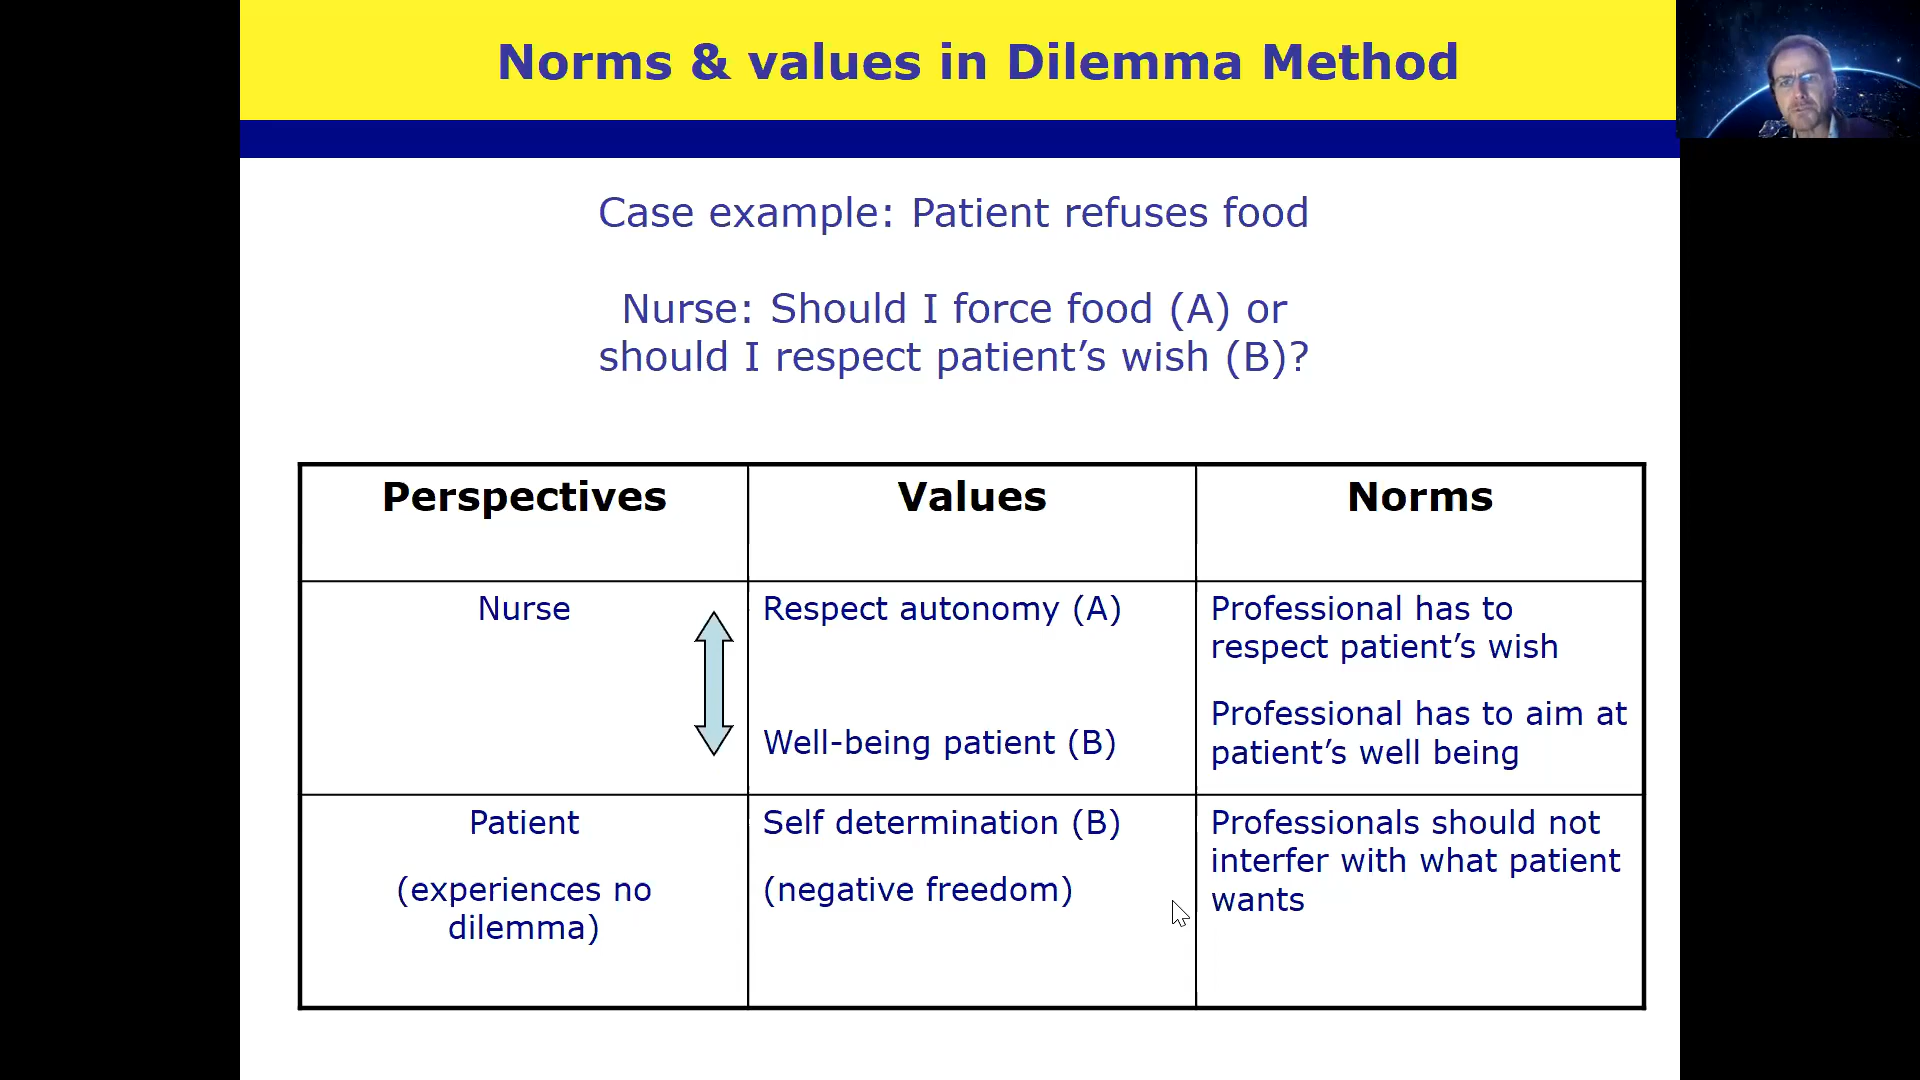 Norms & values in Dilemma Method
Case example: Patient refuses food
Nurse: Should I force food (A) or
should I respect patient’s wish (B)?
Perspectives
Values
Norms
Nurse
Respect autonomy (A)
Well-being patient (B)
Professional has to
respect patient’s wish
Professional has to aim at
patient’s well being
Patient
(experiences no
dilemma)
Self determination (B)
(negative freedom)
Professionals should not
interfer with what patient
wants